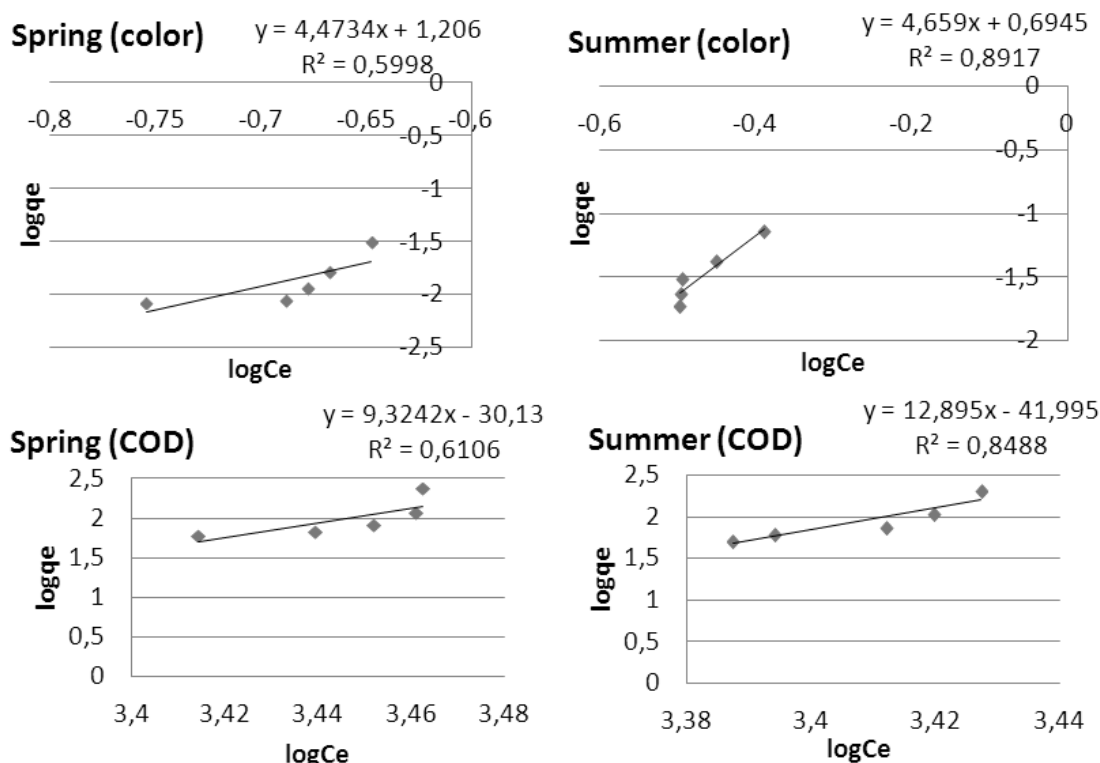 Spring (color)
y = 4,4734x + 1,206
R² = 0,5998
0
-0,8 -0,75 -0,7 -0,65 -0,6
-0,5
-1
-1,5
-2
-2,5
logqe
logCe
Summer (color)
y = 4,659x + 0,6945
R² = 0,8917
0
-0,6 -0,4 -0,2 0
-0,5
-1
-1,5
-2
logqe
logCe
Spring (COD)
y = 9,3242x - 30,13
R² = 0,6106
2,5
2
1,5
1
0,5
0
logqe
3,4 3,42 3,44 3,46 3,48
logCe
Summer (COD)
y = 12,895x - 41,995
R² = 0,8488
2,5
2
1,5
1
0,5
0
logqe
3,38 3,4 3,42 3,44
logCe